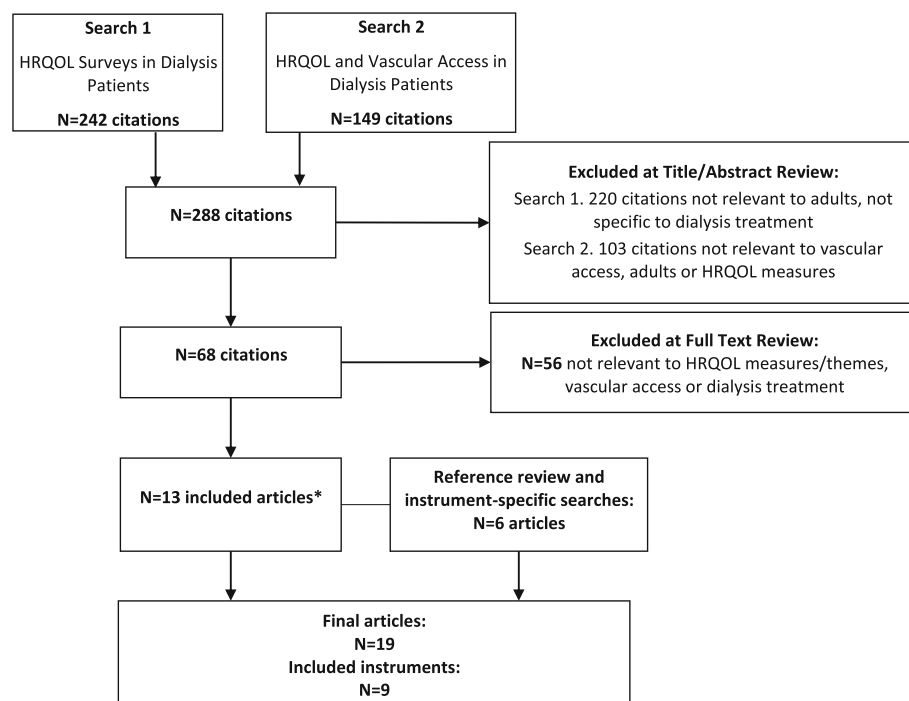 Search 1
HRQOL Surveys in Dialysis
Patients
N=242 citations
Search 2
HRQOL and Vascular Access in
Dialysis Patients
N=149 citations
N=288 citations
Excluded at Title/Abstract Review:
Search 1. 220 citations not relevant to adults, not
specific to dialysis treatment
Search 2. 103 citations not relevant to vascular
access, adults or HRQOL measures
N=68 citations
Excluded at Full Text Review:
N=56 not relevant to HRQOL measures/themes,
vascular access or dialysis treatment
N=13 included articles*
Reference review and
instrument-specific searches:
N=6 articles
Final articles:
N=19
Included instruments:
N=9